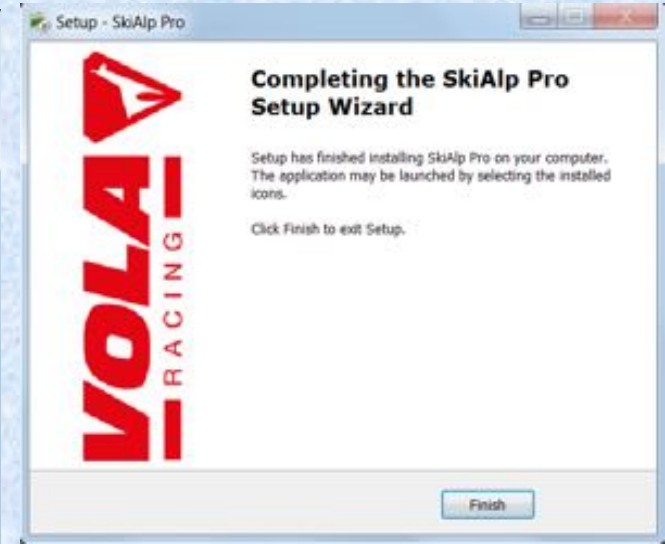 Setup - SkiAlp Pro
VOLA
RACING
Completing the SkiAlp Pro
Setup Wizard
Setup has finished installing SkiAlp Pro on your computer.
The application may be launched by selecting the installed
icons.
Click Finish to exit Setup.
Finish